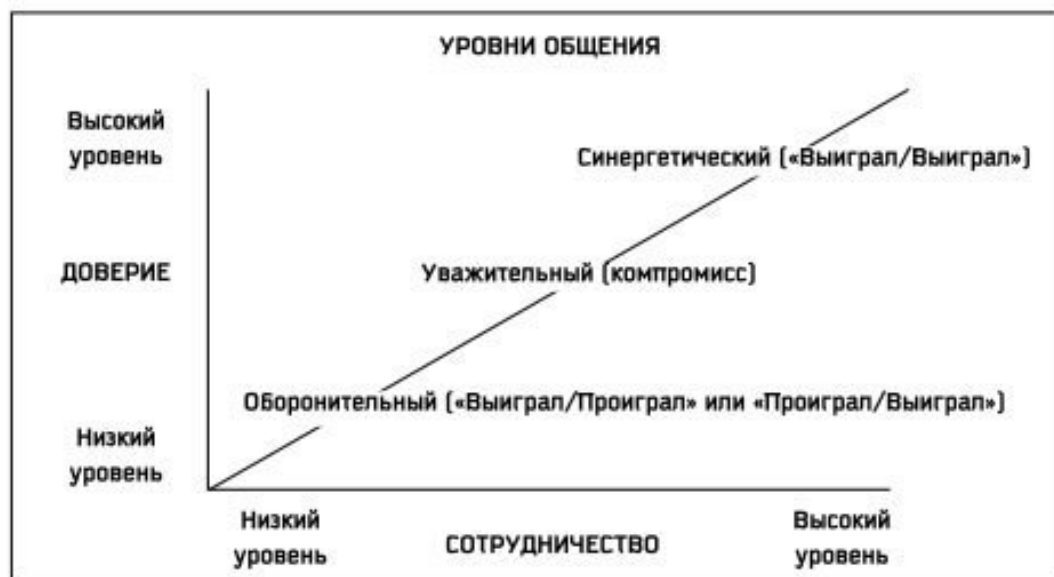 УРОВНИ ОБЩЕНИЯ
Высокий
уровень
Синергетический («Выиграл/Выиграл»)
ДОВЕРИЕ
Уважительный (компромисс)
Оборонительный («Выиграл/Проиграл» или «Проиграл/Выиграл»)
Низкий
уровень
Низкий
уровень
СОТРУДНИЧЕСТВО
Высокий
уровень